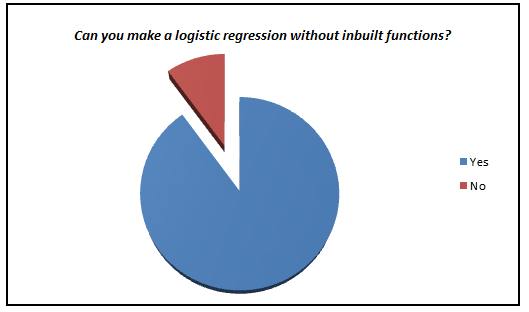 Can you make a logistic regression without inbuilt functions?
Yes
No